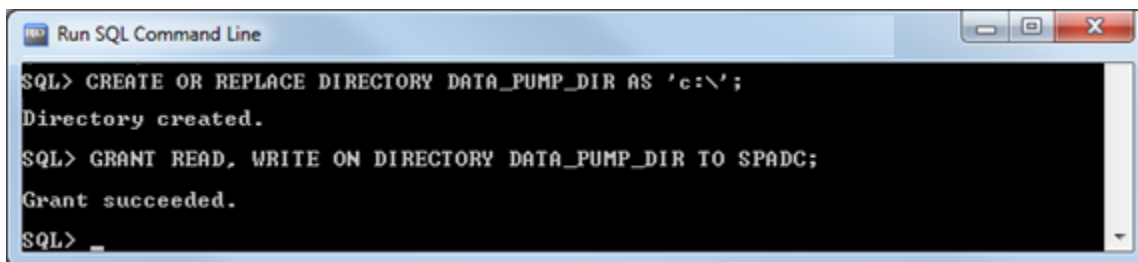 Run SQL Command Line
SQL> CREATE OR REPLACE DIRECTORY DATA_PUMP_DIR AS 'c:\';
Directory created.
SQL> GRANT READ, WRITE ON DIRECTORY DATA_PUMP_DIR TO SPADC;
Grant succeeded.
SQL> _